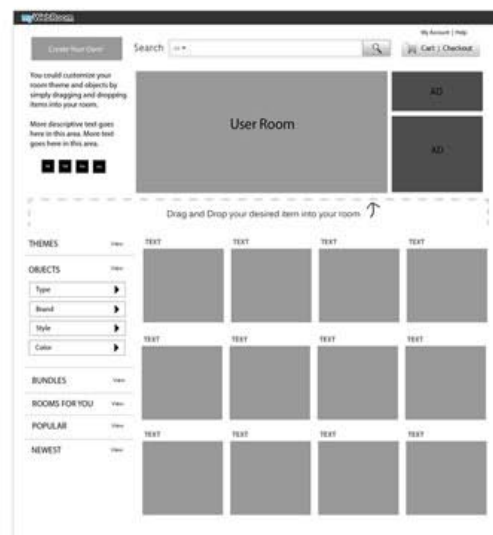 myWebRoom
My Account | Help
Create Your Own!
Search
Cart | Checkout
You could customize your
room theme and objects by
simply dragging and dropping
items into your room.
More descriptive text goes
here in this area. More text
goes here in this area.
User Room
AD
AD
Drag and Drop your desired item into your room
THEMES
View
OBJECTS
View
Type
Brand
Style
Color
BUNDLES
View
ROOMS FOR YOU
View
POPULAR
View
NEWEST
View
TEXT TEXT TEXT TEXT
TEXT TEXT TEXT TEXT
TEXT TEXT TEXT TEXT